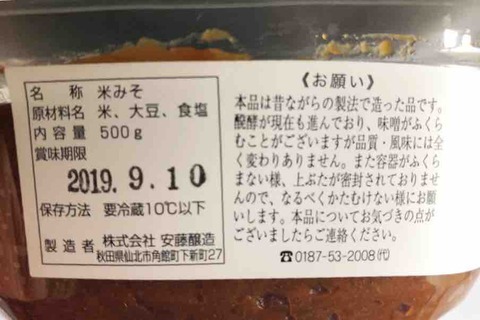 名　称　米みそ
原材料名　米、大豆、食塩
内 容 量　500g
賞味期限
2019. 9. 10
保存方法　要冷蔵10℃以下
製 造 者　株式会社 安藤醸造
秋田県仙北市角館町下新町27
《お願い》
本品は昔ながらの製法で造った品です。
醗酵が現在も進んでおり、味噌がふくら
むことがございますが品質・風味には全
く変わりありません。また容器がふくら
まない様、上ぶたが密封されておりませ
んので、なるべくかたむけない様にお願
いします。本品についてお気づきの点が
ございましたらご連絡ください。
☎0187-53-2008㈹